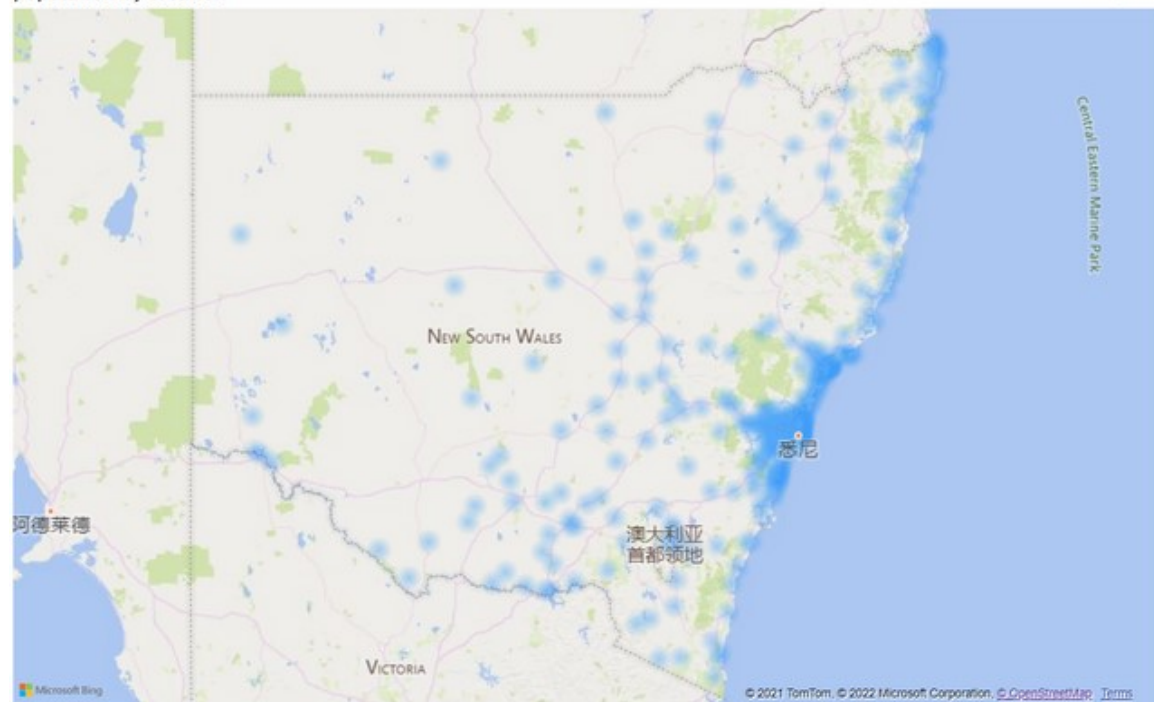 Central Eastern Marine Park
NEW SOUTH WALES
悉尼
阿德莱德
澳大利亚
首都领地
VICTORIA
Microsoft Bing
© 2021 TomTom, © 2022 Microsoft Corporation, © OpenStreetMap Terms